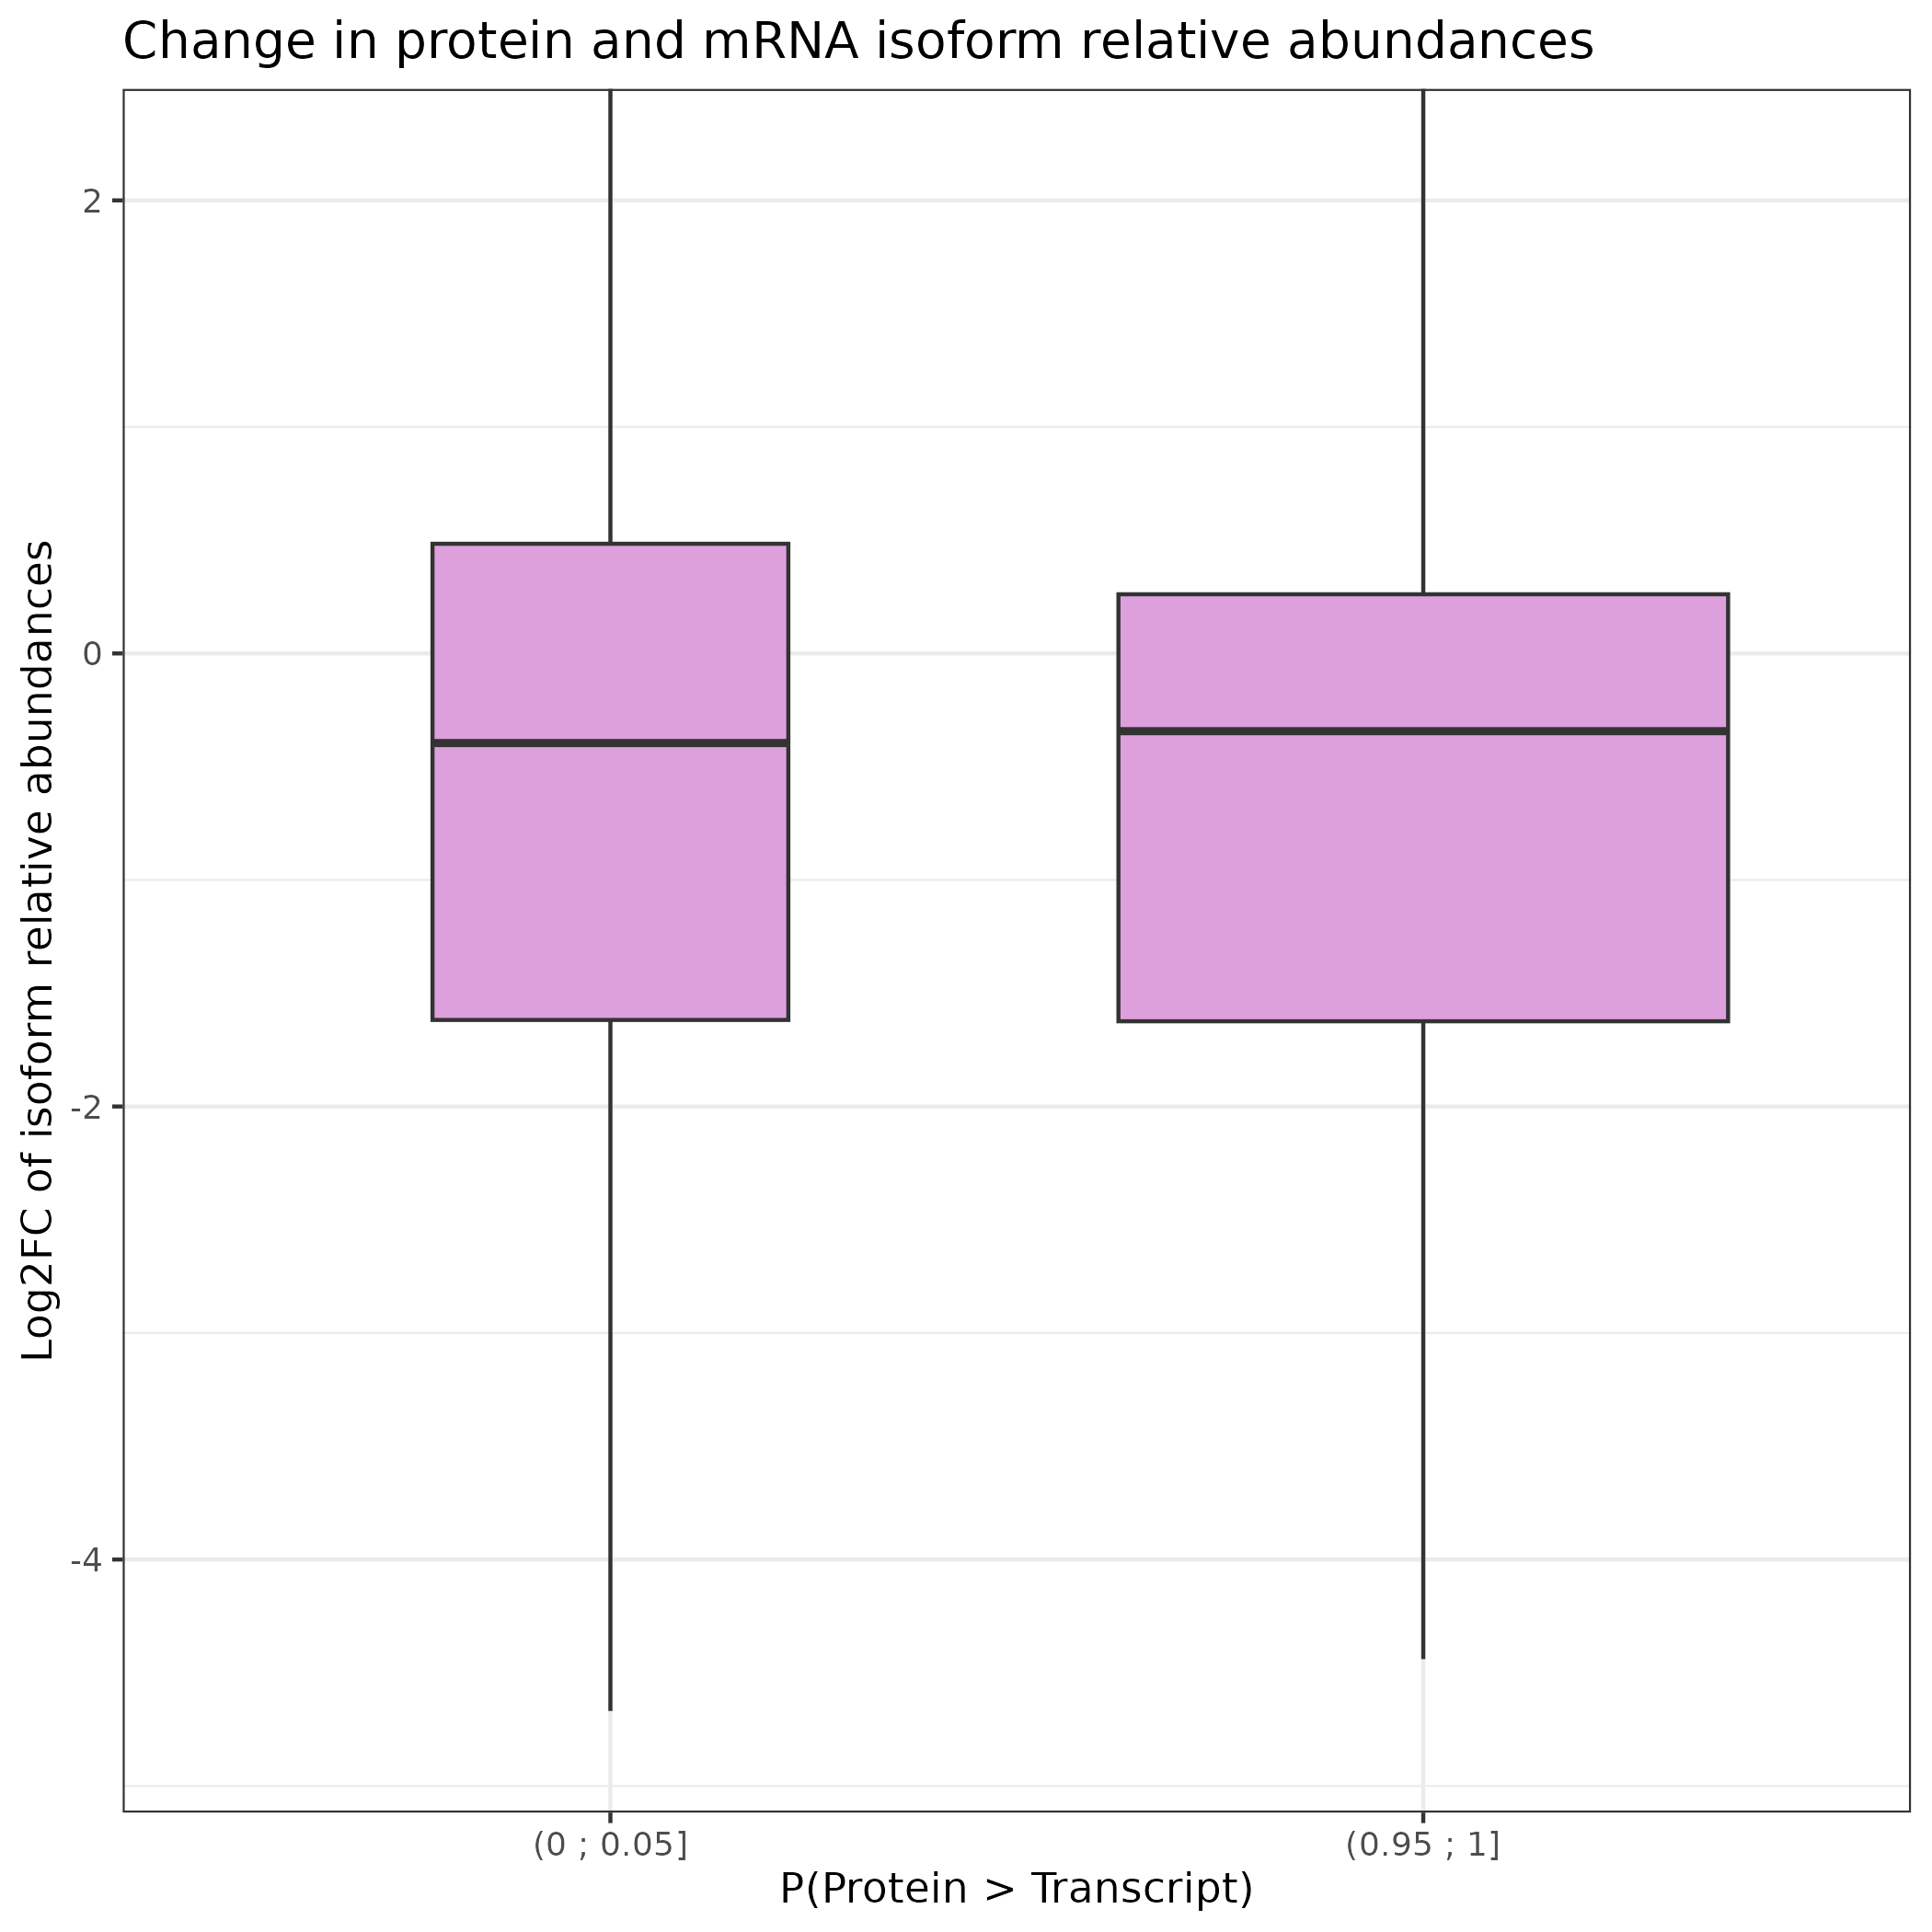 Change in protein and mRNA isoform relative abundances
Log2FC of isoform relative abundances
2
0
-2
-4
(0 ; 0.05]
(0.95 ; 1]
P(Protein > Transcript)